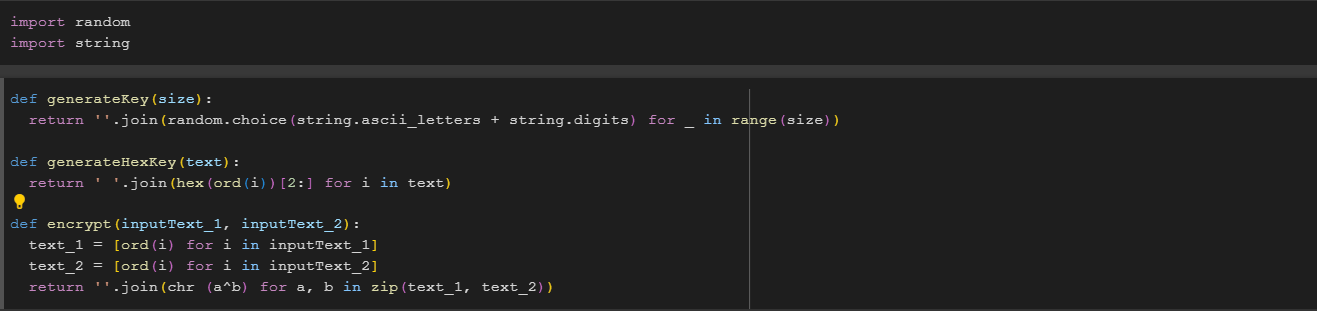 import random
import string
def generateKey(size):
  return ''.join(random.choice(string.ascii_letters + string.digits) for _ in range(size))
def generateHexKey(text):
  return ' '.join(hex(ord(i))[2:] for i in text)
def encrypt(inputText_1, inputText_2):
  text_1 = [ord(i) for i in inputText_1]
  text_2 = [ord(i) for i in inputText_2]
  return ''.join(chr (a^b) for a, b in zip(text_1, text_2))